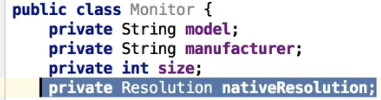 public class Monitor {
private String model;
private String manufacturer;
private int size;
private Resolution nativeResolution;